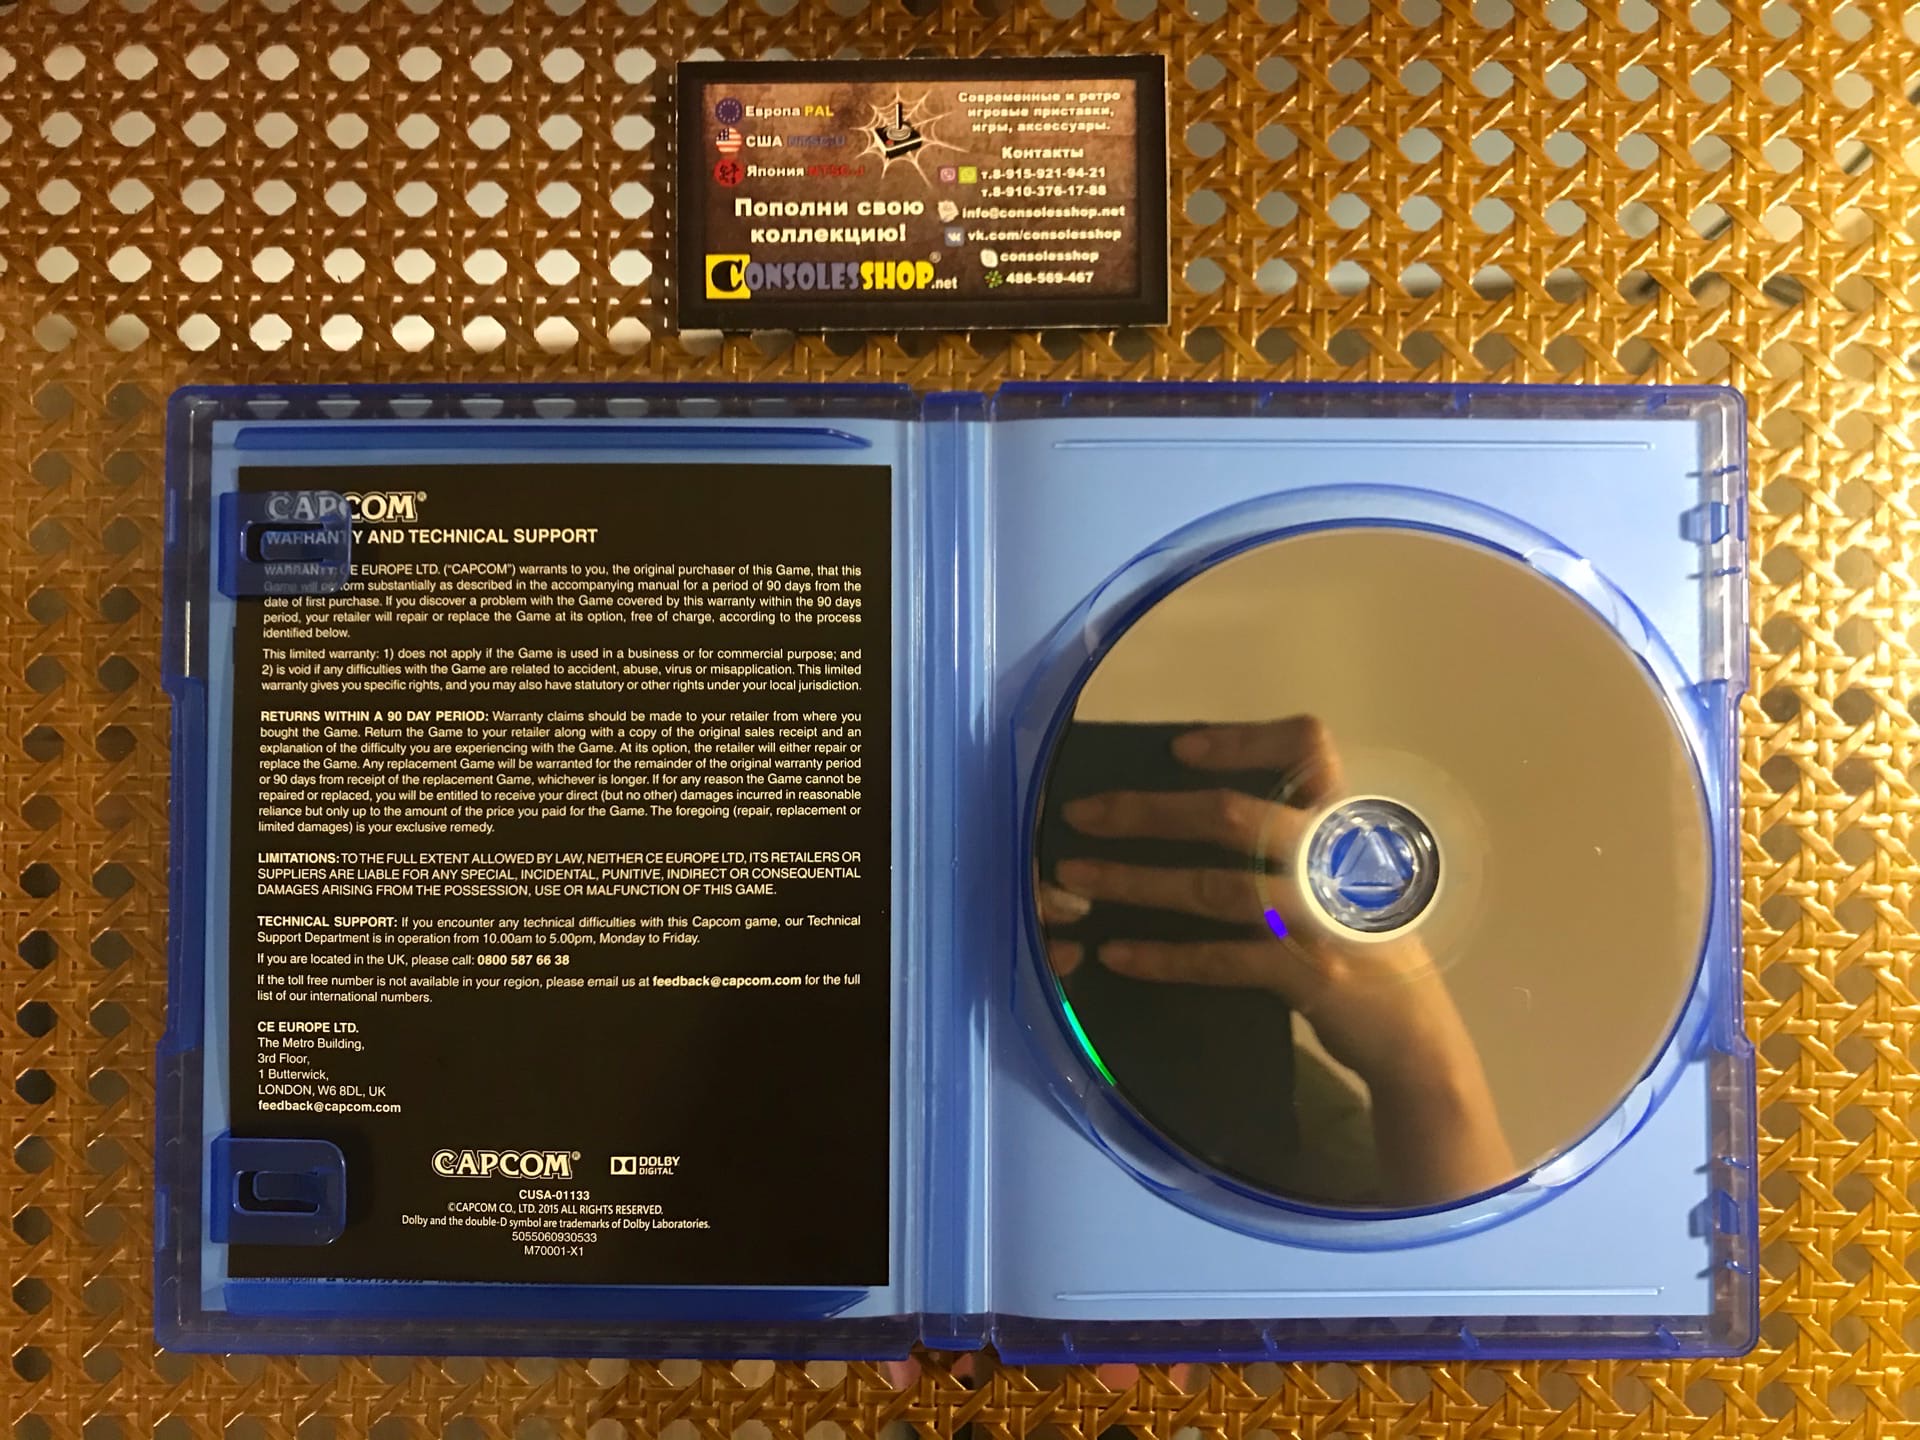 Европа PAL
США NTSC-U
Япония NTSC-J
Пополни свою
коллекцию!
CONSOLESSHOP.net
Современные и ретро
игровые приставки,
игры, аксессуары.
Контакты
т.8-915-921-94-21
т.8-910-376-17-88
info@consolesshop.net
vk.com/consolesshop
consolesshop
486-569-467
CAPCOM®
WARRANTY AND TECHNICAL SUPPORT
WARRANTY: CE EUROPE LTD. ("CAPCOM") warrants to you, the original purchaser of this Game, that this
Game will perform substantially as described in the accompanying manual for a period of 90 days from the
date of first purchase. If you discover a problem with the Game covered by this warranty within the 90 days
period, your retailer will repair or replace the Game at its option, free of charge, according to the process
identified below.
This limited warranty: 1) does not apply if the Game is used in a business or for commercial purpose; and
2) is void if any difficulties with the Game are related to accident, abuse, virus or misapplication. This limited
warranty gives you specific rights, and you may also have statutory or other rights under your local jurisdiction.
RETURNS WITHIN A 90 DAY PERIOD: Warranty claims should be made to your retailer from where you
bought the Game. Return the Game to your retailer along with a copy of the original sales receipt and an
explanation of the difficulty you are experiencing with the Game. At its option, the retailer will either repair or
replace the Game. Any replacement Game will be warranted for the remainder of the original warranty period
or 90 days from receipt of the replacement Game, whichever is longer. If for any reason the Game cannot be
repaired or replaced, you will be entitled to receive your direct (but no other) damages incurred in reasonable
reliance but only up to the amount of the price you paid for the Game. The foregoing (repair, replacement or
limited damages) is your exclusive remedy.
LIMITATIONS: TO THE FULL EXTENT ALLOWED BY LAW, NEITHER CE EUROPE LTD, ITS RETAILERS OR
SUPPLIERS ARE LIABLE FOR ANY SPECIAL, INCIDENTAL, PUNITIVE, INDIRECT OR CONSEQUENTIAL
DAMAGES ARISING FROM THE POSSESSION, USE OR MALFUNCTION OF THIS GAME.
TECHNICAL SUPPORT: If you encounter any technical difficulties with this Capcom game, our Technical
Support Department is in operation from 10.00am to 5.00pm, Monday to Friday.
If you are located in the UK, please call: 0800 587 66 38
If the toll free number is not available in your region, please email us at feedback@capcom.com for the full
list of our international numbers.
CE EUROPE LTD.
The Metro Building,
3rd Floor,
1 Butterwick,
LONDON, W6 8DL, UK
feedback@capcom.com
CAPCOM® DOLBY
DIGITAL
CUSA-01133
©CAPCOM CO., LTD. 2015 ALL RIGHTS RESERVED.
Dolby and the double-D symbol are trademarks of Dolby Laboratories.
5055060930533
M70001-X1